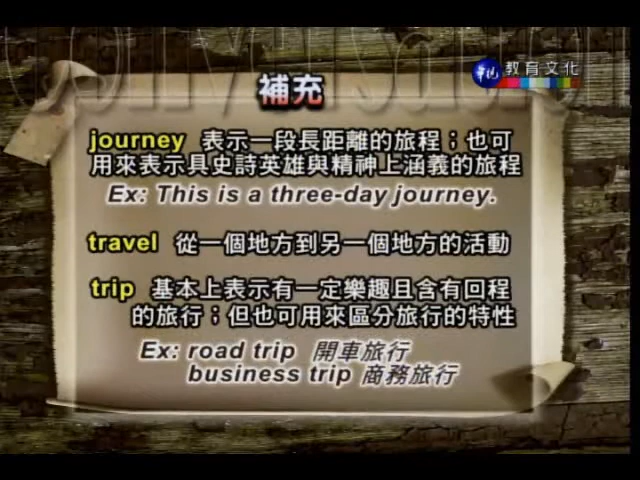 華視 教育文化
補充
journey 表示一段長距離的旅程；也可
用來表示具史詩英雄與精神上涵義的旅程
Ex: This is a three-day journey.
travel 從一個地方到另一個地方的活動
trip 基本上表示有一定樂趣且含有回程
的旅行；但也可用來區分旅行的特性
Ex: road trip 開車旅行
business trip 商務旅行